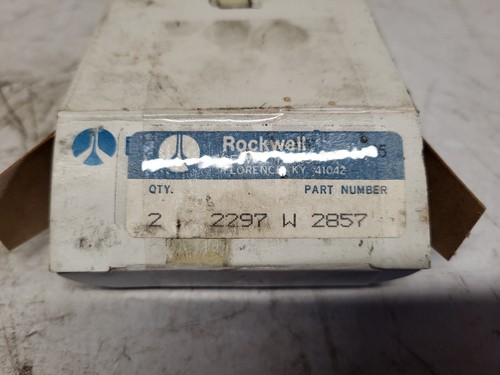 Rockwell
FLORENCE, KY. 41042
QTY. PART NUMBER
2 2297 W 2857